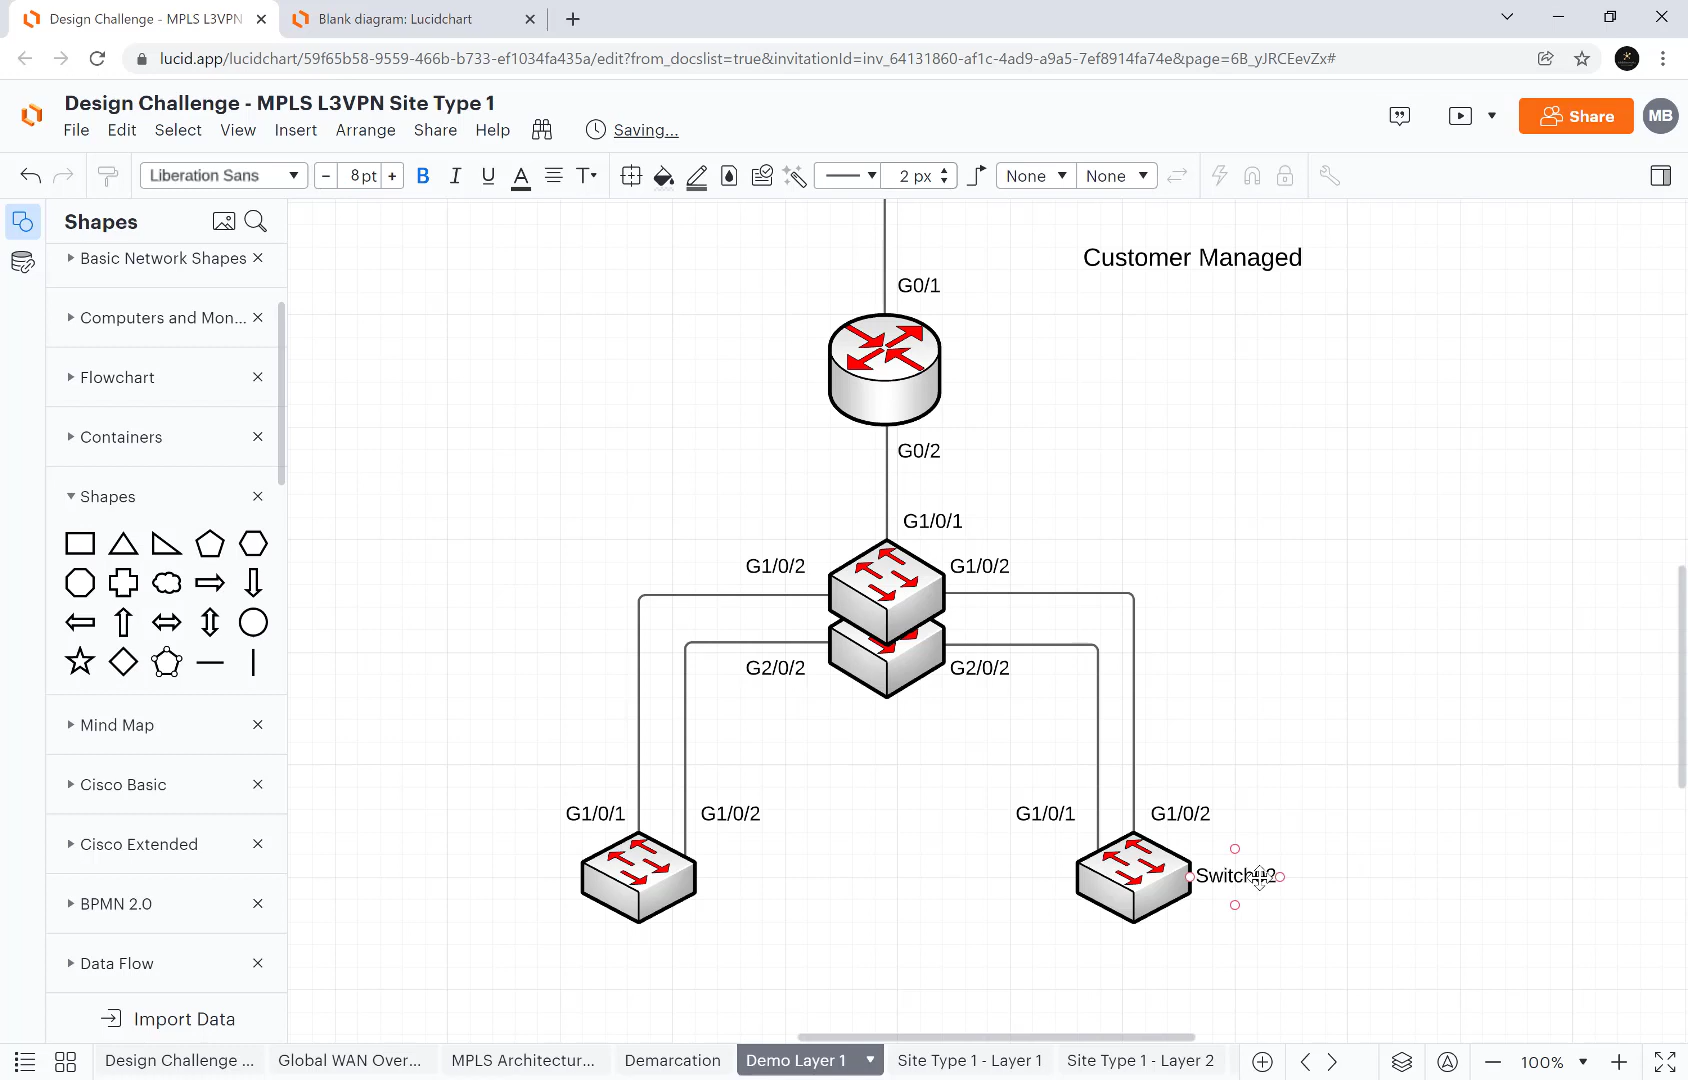 Design Challenge - MPLS L3VPN
Blank diagram: Lucidchart
lucid.app/lucidchart/59f65b58-9559-466b-b733-ef1034fa435a/edit?from_docslist=true&invitationId=inv_64131860-af1c-4ad9-a9a5-7ef8914fa74e&page=6B_yJRCEevZx#
Design Challenge - MPLS L3VPN Site Type 1
File Edit Select View Insert Arrange Share Help Saving...
Share
MB
Liberation Sans - 8 pt + B I U A T 2 px None None
Shapes
Basic Network Shapes
Computers and Mon...
Flowchart
Containers
Shapes
Mind Map
Cisco Basic
Cisco Extended
BPMN 2.0
Data Flow
Import Data
Customer Managed
G0/1
G0/2
G1/0/1
G1/0/2 G1/0/2
G2/0/2 G2/0/2
G1/0/1 G1/0/2 G1/0/1 G1/0/2
Design Challenge ... Global WAN Over... MPLS Architectur... Demarcation Demo Layer 1 Site Type 1 - Layer 1 Site Type 1 - Layer 2 100%